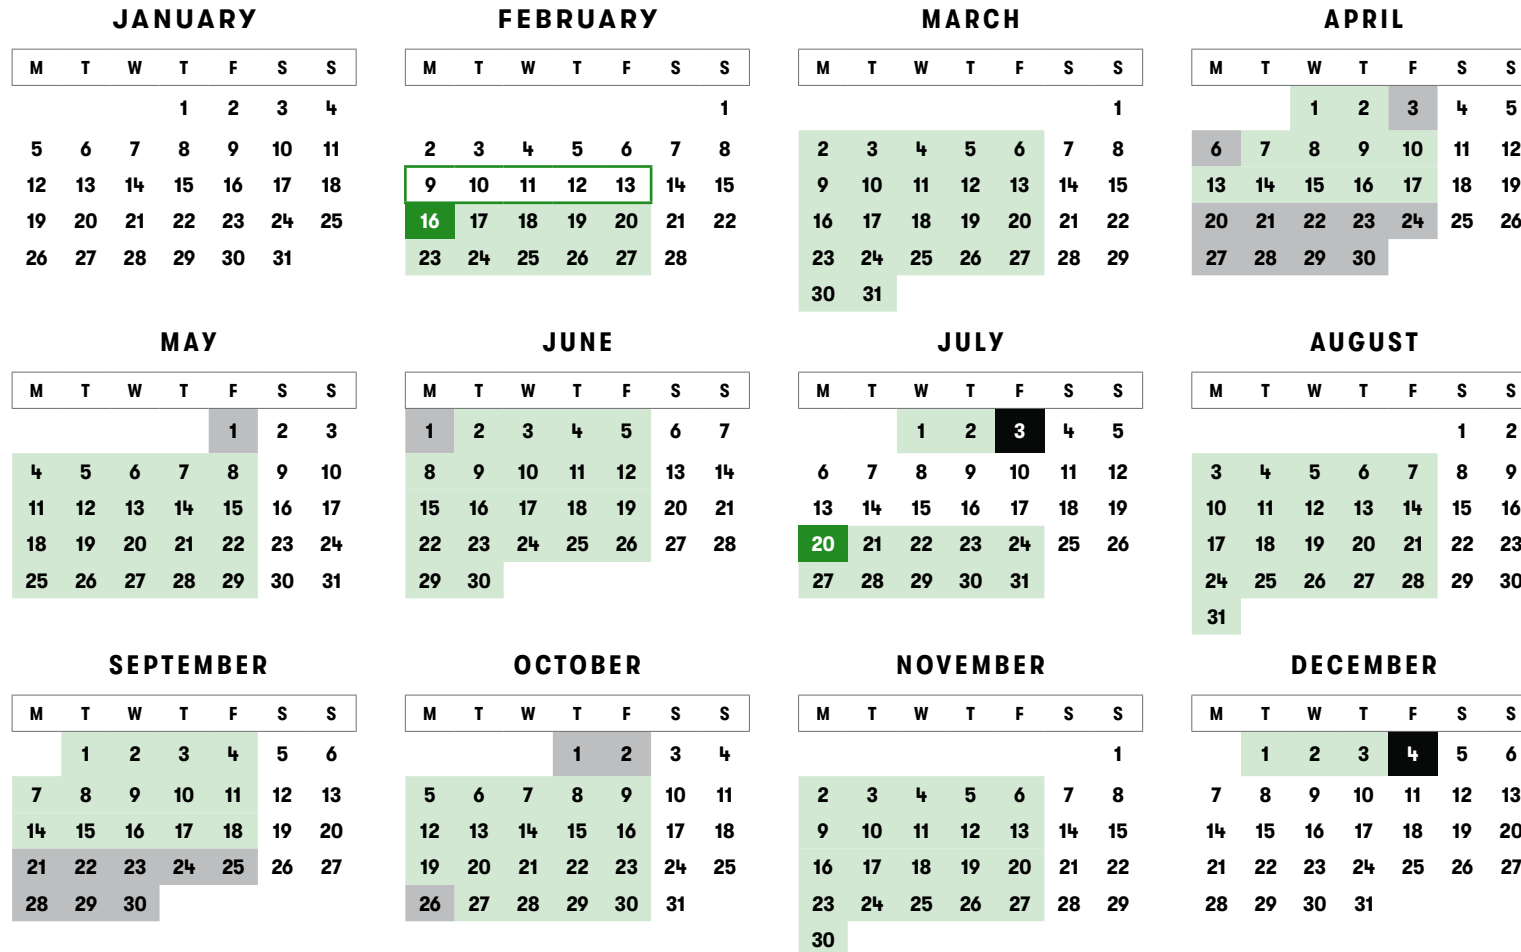 JANUARY FEBRUARY MARCH APRIL
M T W T F S S M T W T F S S M T W T F S S M T W T F S S
1 2 3 4 1 1 1 2 3 4 5
5 6 7 8 9 10 11 2 3 4 5 6 7 8 2 3 4 5 6 7 8 6 7 8 9 10 11 12
12 13 14 15 16 17 18 9 10 11 12 13 14 15 9 10 11 12 13 14 15 13 14 15 16 17 18 19
19 20 21 22 23 24 25 16 17 18 19 20 21 22 16 17 18 19 20 21 22 20 21 22 23 24 25 26
26 27 28 29 30 31 23 24 25 26 27 28 23 24 25 26 27 28 29 27 28 29 30
30 31
MAY JUNE JULY AUGUST
M T W T F S S M T W T F S S M T W T F S S M T W T F S S
1 2 3 1 2 3 4 5 6 7 1 2 3 4 5 1 2
4 5 6 7 8 9 10 8 9 10 11 12 13 14 6 7 8 9 10 11 12 3 4 5 6 7 8 9
11 12 13 14 15 16 17 15 16 17 18 19 20 21 13 14 15 16 17 18 19 10 11 12 13 14 15 16
18 19 20 21 22 23 24 22 23 24 25 26 27 28 20 21 22 23 24 25 26 17 18 19 20 21 22 23
25 26 27 28 29 30 31 29 30 27 28 29 30 31 24 25 26 27 28 29 30
31
SEPTEMBER OCTOBER NOVEMBER DECEMBER
M T W T F S S M T W T F S S M T W T F S S M T W T F S S
1 2 3 4 5 6 1 2 3 4 1 1 2 3 4 5 6
7 8 9 10 11 12 13 5 6 7 8 9 10 11 2 3 4 5 6 7 8 7 8 9 10 11 12 13
14 15 16 17 18 19 20 12 13 14 15 16 17 18 9 10 11 12 13 14 15 14 15 16 17 18 19 20
21 22 23 24 25 26 27 19 20 21 22 23 24 25 16 17 18 19 20 21 22 21 22 23 24 25 26 27
28 29 30 26 27 28 29 30 31 23 24 25 26 27 28 29 28 29 30 31
30